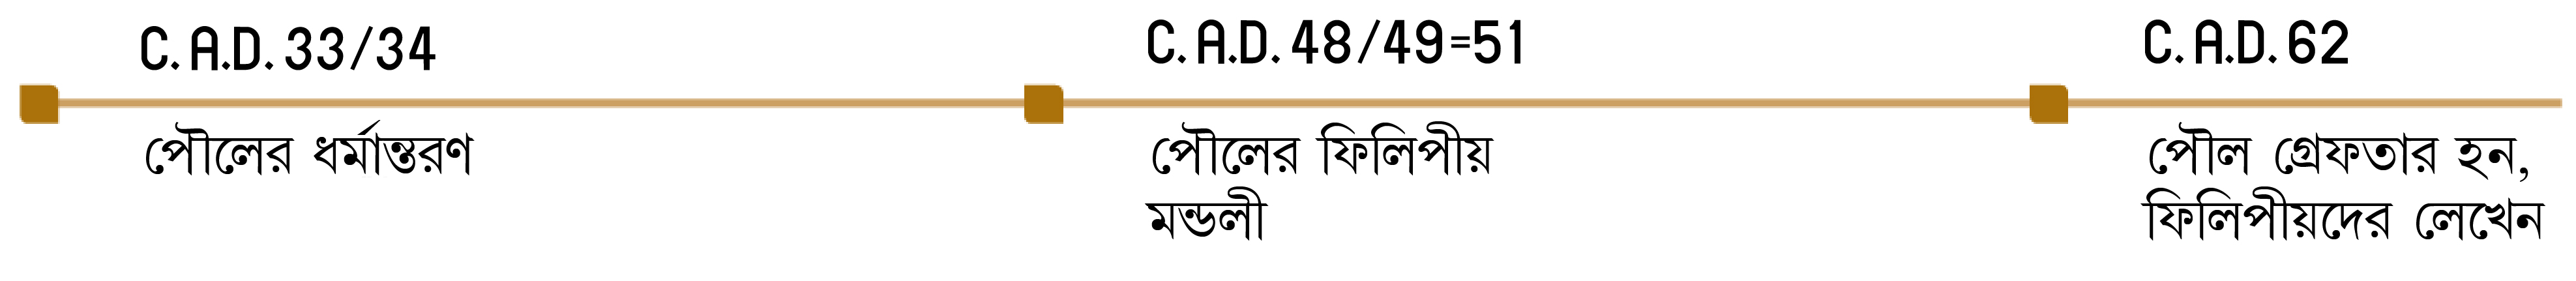 C. A.D. 33/34
পৌলের ধর্মান্তরণ
C. A.D. 48/49=51
পৌলের ফিলিপীয়
মন্ডলী
C. A.D. 62
পৌল গ্রেফতার হন,
ফিলিপীয়দের লেখেন